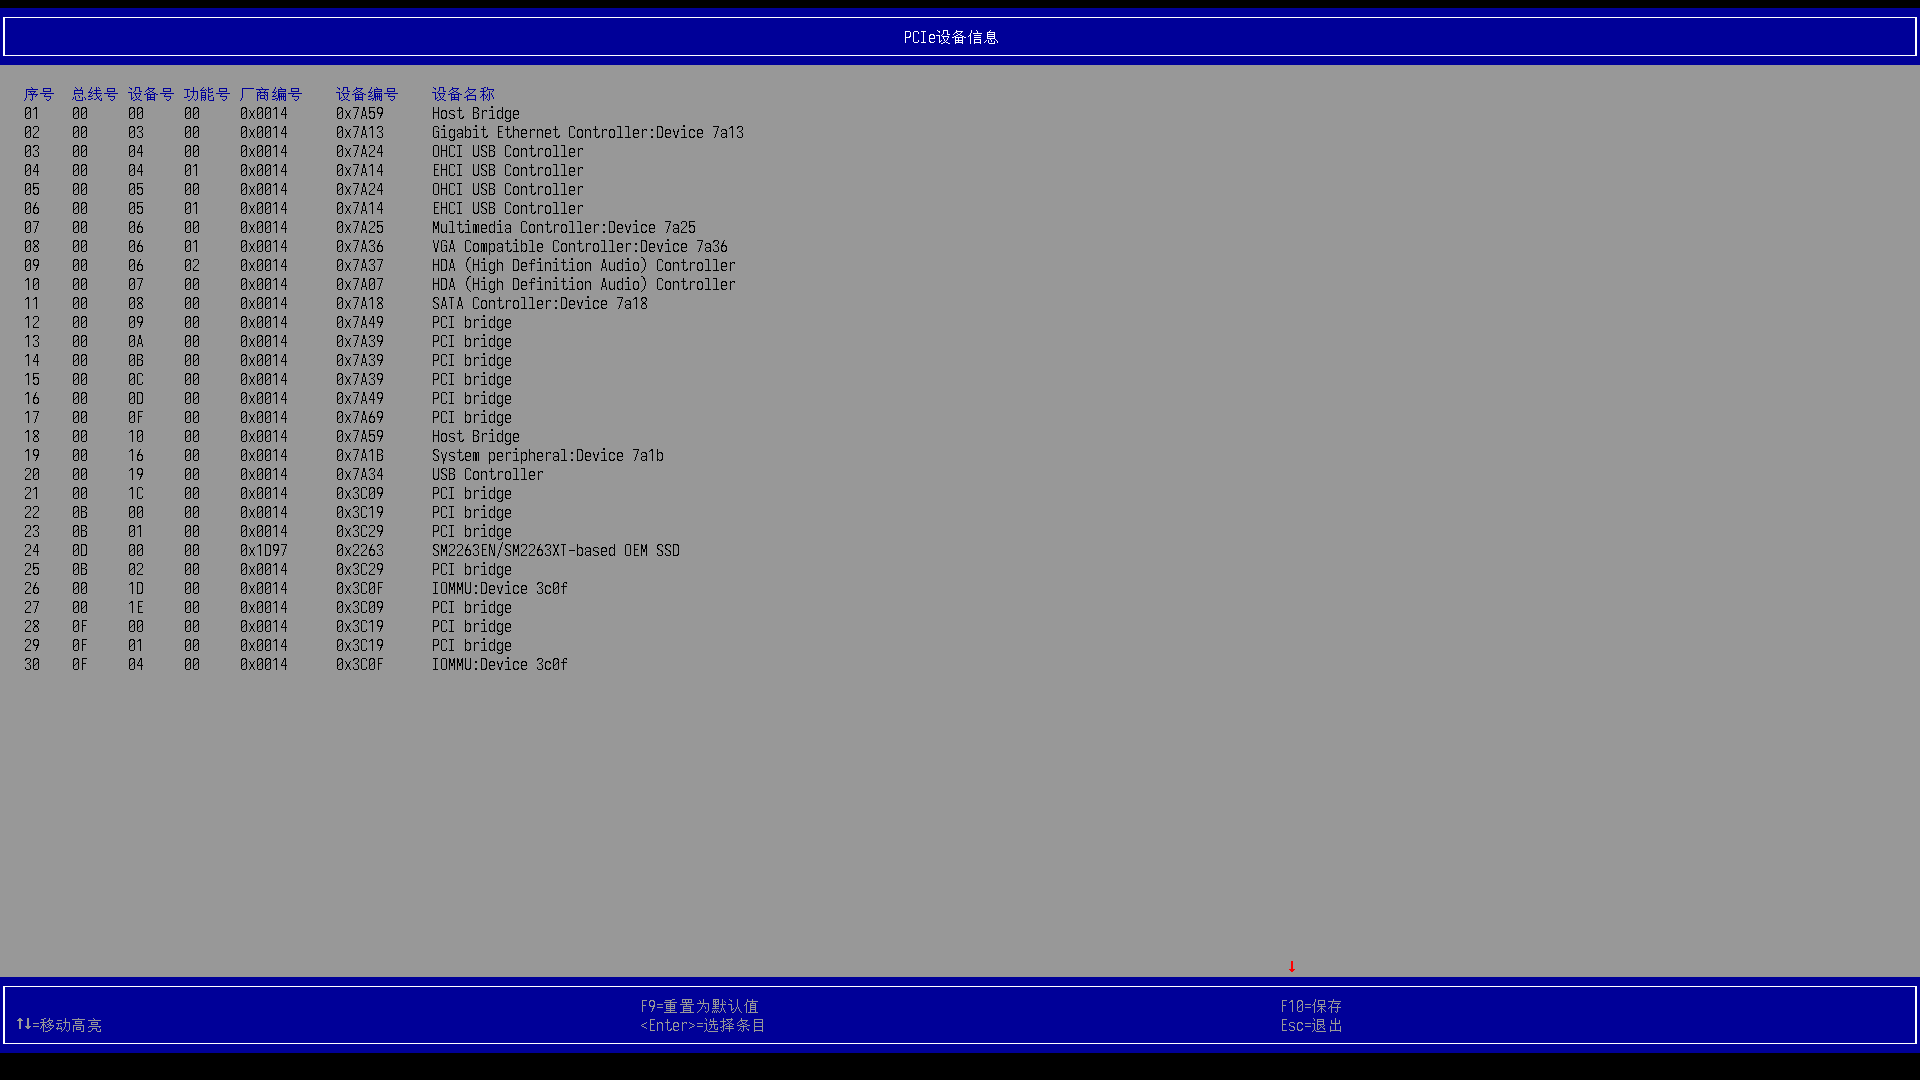 PCIe设备信息
序号 总线号 设备号 功能号 厂商编号 设备编号 设备名称
01 00 00 00 0x0014 0x7A59 Host Bridge
02 00 03 00 0x0014 0x7A13 Gigabit Ethernet Controller:Device 7a13
03 00 04 00 0x0014 0x7A24 OHCI USB Controller
04 00 04 01 0x0014 0x7A14 EHCI USB Controller
05 00 05 00 0x0014 0x7A24 OHCI USB Controller
06 00 05 01 0x0014 0x7A14 EHCI USB Controller
07 00 06 00 0x0014 0x7A25 Multimedia Controller:Device 7a25
08 00 06 01 0x0014 0x7A36 VGA Compatible Controller:Device 7a36
09 00 06 02 0x0014 0x7A37 HDA (High Definition Audio) Controller
10 00 07 00 0x0014 0x7A07 HDA (High Definition Audio) Controller
11 00 08 00 0x0014 0x7A18 SATA Controller:Device 7a18
12 00 09 00 0x0014 0x7A49 PCI bridge
13 00 0A 00 0x0014 0x7A39 PCI bridge
14 00 0B 00 0x0014 0x7A39 PCI bridge
15 00 0C 00 0x0014 0x7A39 PCI bridge
16 00 0D 00 0x0014 0x7A49 PCI bridge
17 00 0F 00 0x0014 0x7A69 PCI bridge
18 00 10 00 0x0014 0x7A59 Host Bridge
19 00 16 00 0x0014 0x7A1B System peripheral:Device 7a1b
20 00 19 00 0x0014 0x7A34 USB Controller
21 00 1C 00 0x0014 0x3C09 PCI bridge
22 0B 00 00 0x0014 0x3C19 PCI bridge
23 0B 01 00 0x0014 0x3C29 PCI bridge
24 0D 00 00 0x1D97 0x2263 SM2263EN/SM2263XT-based OEM SSD
25 0B 02 00 0x0014 0x3C29 PCI bridge
26 00 1D 00 0x0014 0x3C0F IOMMU:Device 3c0f
27 00 1E 00 0x0014 0x3C09 PCI bridge
28 0F 00 00 0x0014 0x3C19 PCI bridge
29 0F 01 00 0x0014 0x3C19 PCI bridge
30 0F 04 00 0x0014 0x3C0F IOMMU:Device 3c0f
↓
F9=重置为默认值 F10=保存
↑↓=移动高亮 <Enter>=选择条目 Esc=退出